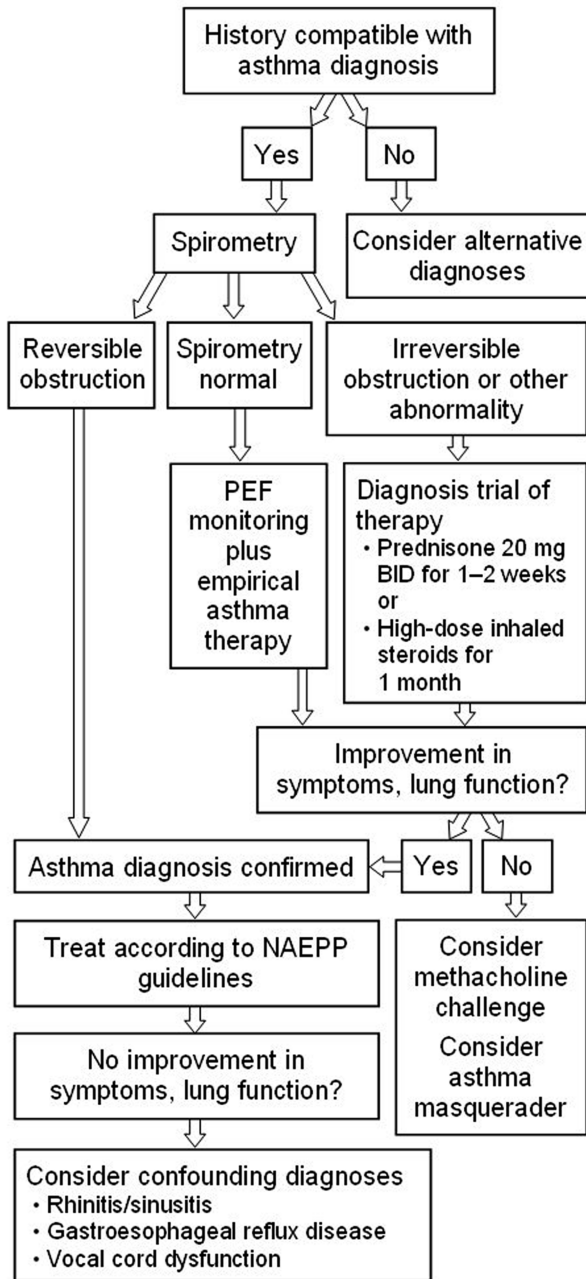 History compatible with
asthma diagnosis
Yes
No
Spirometry
Consider alternative
diagnoses
Reversible
obstruction
Spirometry
normal
Irreversible
obstruction or other
abnormality
PEF
monitoring
plus
empirical
asthma
therapy
Diagnosis trial of
therapy
• Prednisone 20 mg
BID for 1–2 weeks
or
• High-dose inhaled
steroids for
1 month
Improvement in
symptoms, lung function?
Asthma diagnosis confirmed
Yes
No
Treat according to NAEPP
guidelines
Consider
methacholine
challenge
Consider
asthma
masquerader
No improvement in
symptoms, lung function?
Consider confounding diagnoses
• Rhinitis/sinusitis
• Gastroesophageal reflux disease
• Vocal cord dysfunction